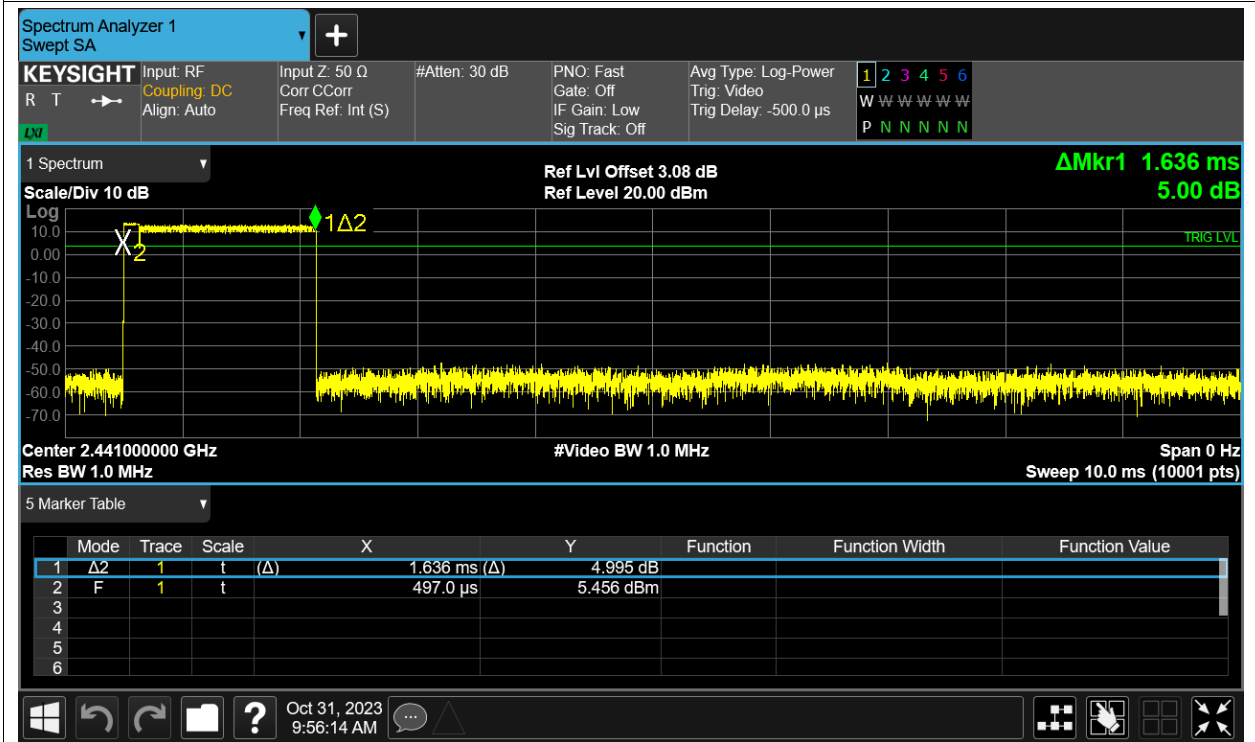 Spectrum Analyzer 1
Swept SA
+
KEYSIGHT Input: RF Input Z: 50 Ω #Atten: 30 dB PNO: Fast Avg Type: Log-Power 1 2 3 4 5 6
R T Coupling: DC Corr CCorr Gate: Off Trig: Video W W W W W W
Align: Auto Freq Ref: Int (S) IF Gain: Low Trig Delay: -500.0 µs P N N N N N
LXI Sig Track: Off
1 Spectrum Ref Lvl Offset 3.08 dB ΔMkr1 1.636 ms
Scale/Div 10 dB Ref Level 20.00 dBm 5.00 dB
Log
1Δ2
10.0
TRIG LVL
X2
0.00
-10.0
-20.0
-30.0
-40.0
-50.0
-60.0
-70.0
Center 2.441000000 GHz #Video BW 1.0 MHz Span 0 Hz
Res BW 1.0 MHz Sweep 10.0 ms (10001 pts)
5 Marker Table
Mode Trace Scale X Y Function Function Width Function Value
1 Δ2 1 t (Δ) 1.636 ms (Δ) 4.995 dB
2 F 1 t 497.0 µs 5.456 dBm
3
4
5
6
? Oct 31, 2023
9:56:14 AM